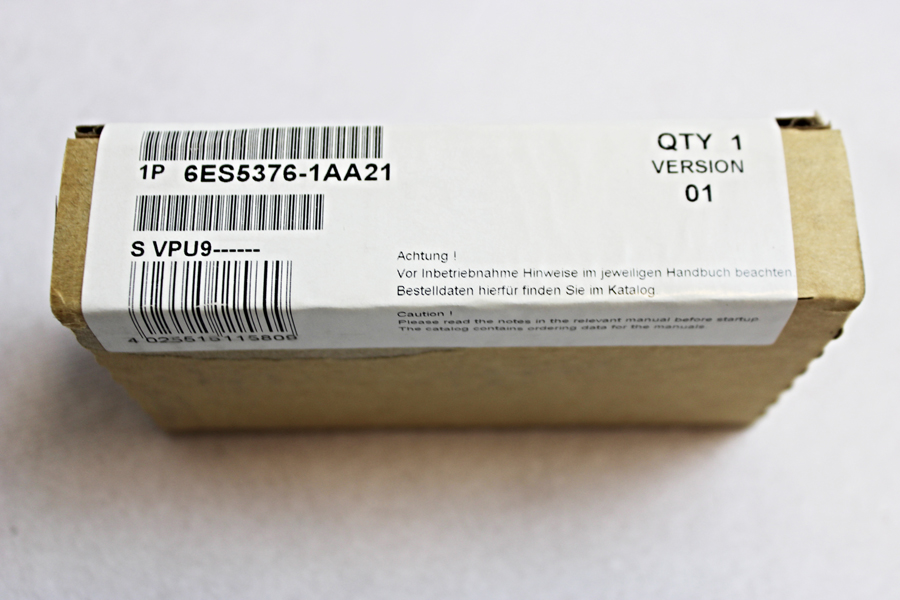 1P 6ES5376-1AA21
QTY 1
VERSION
01
S VPU9------
4 025515115806
Achtung !
Vor Inbetriebnahme Hinweise im jeweiligen Handbuch beachten.
Bestelldaten hierfür finden Sie im Katalog.
Caution !
Please read the notes in the relevant manual before startup.
The catalog contains ordering data for the manuals.